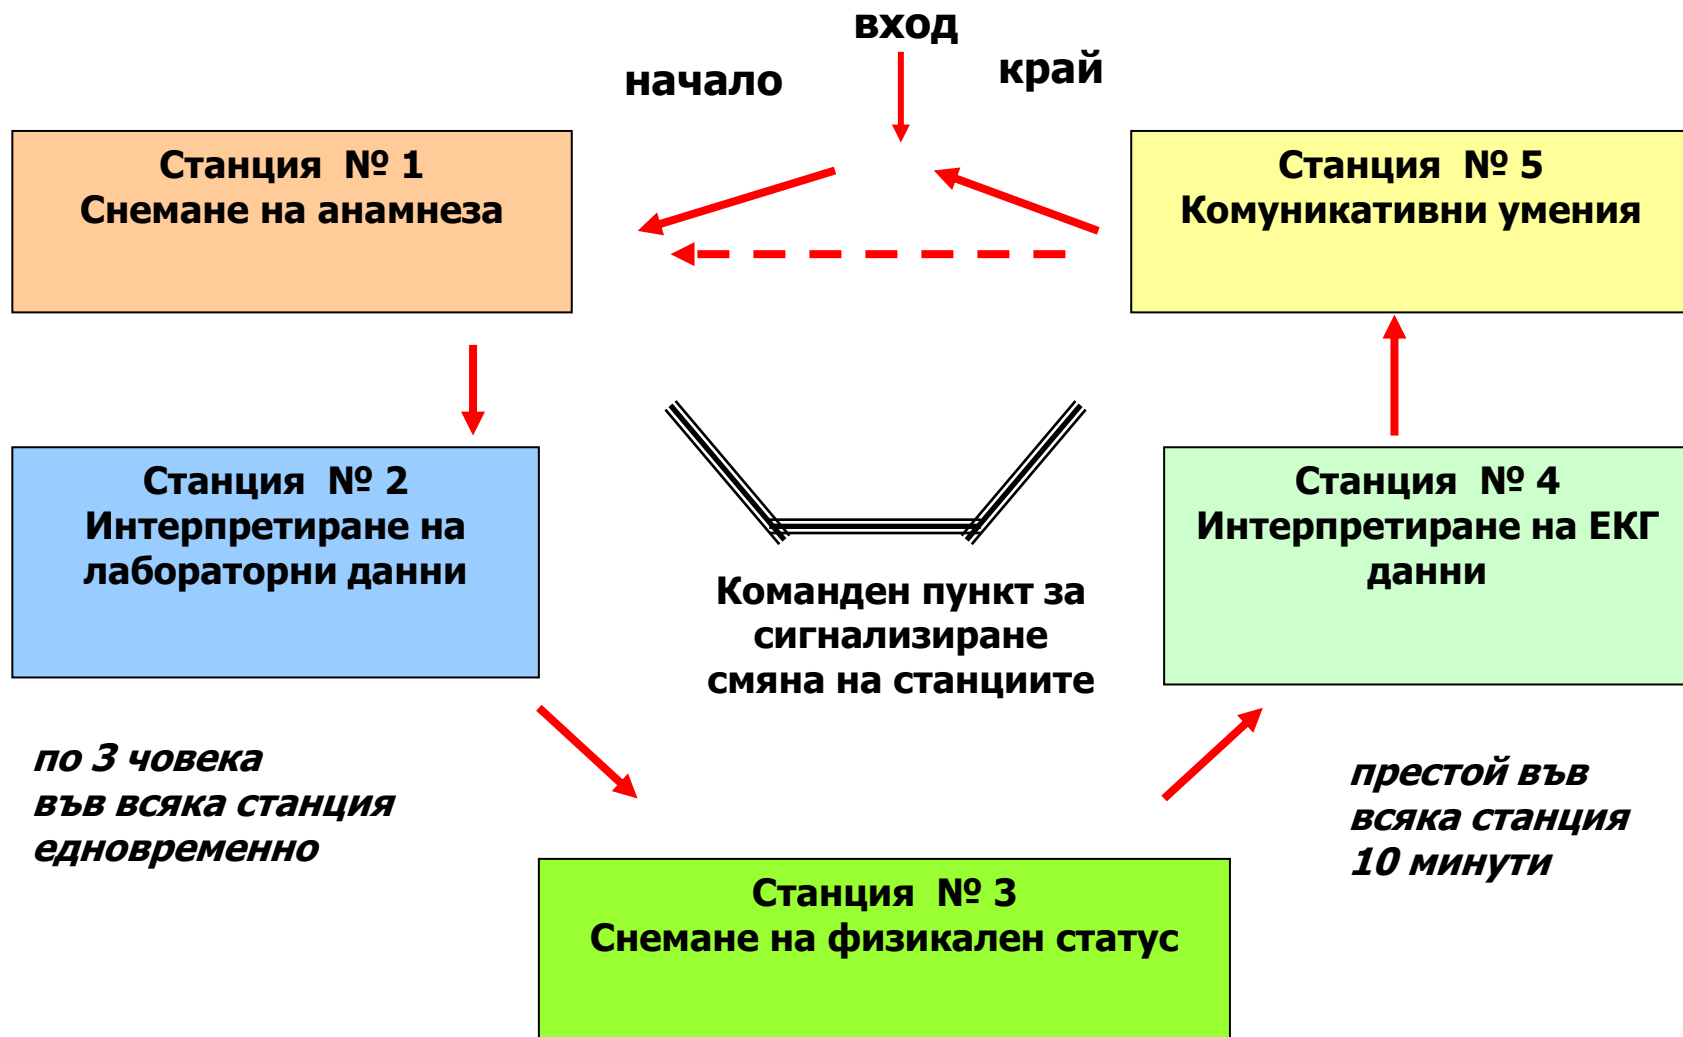 вход
начало
край
Станция № 1
Снемане на анамнеза
Станция № 5
Комуникативни умения
Станция № 2
Интерпретиране на
лабораторни данни
Станция № 4
Интерпретиране на ЕКГ
данни
Команден пункт за
сигнализиране
смяна на станциите
по 3 човека
във всяка станция
едновременно
престой във
всяка станция
10 минути
Станция № 3
Снемане на физикален статус